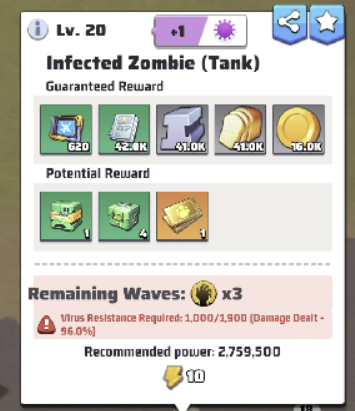 Lv. 20
+1
Infected Zombie (Tank)
Guaranteed Reward
620
42.0K
41.0K
41.0K
16.0K
Potential Reward
1
4
1
Remaining Waves: x3
Virus Resistance Required: 1,000/1,900 (Damage Dealt -
96.0%)
Recommended power: 2,759,500
10